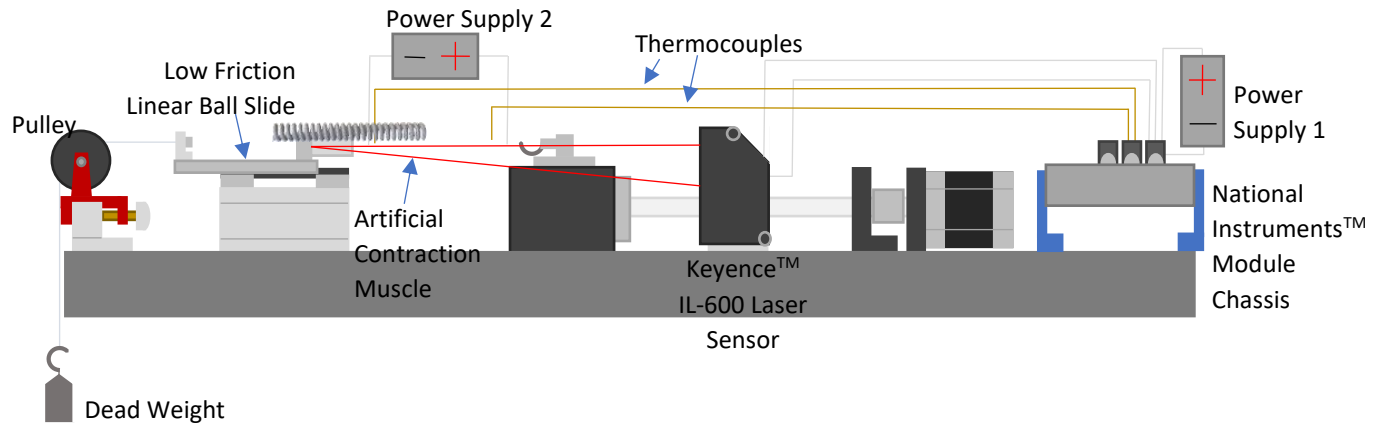 Power Supply 2
Thermocouples
Low Friction
Linear Ball Slide
Pulley
Power
Supply 1
Artificial
Contraction
Muscle
Keyence™
IL-600 Laser
Sensor
National
Instruments™
Module
Chassis
Dead Weight